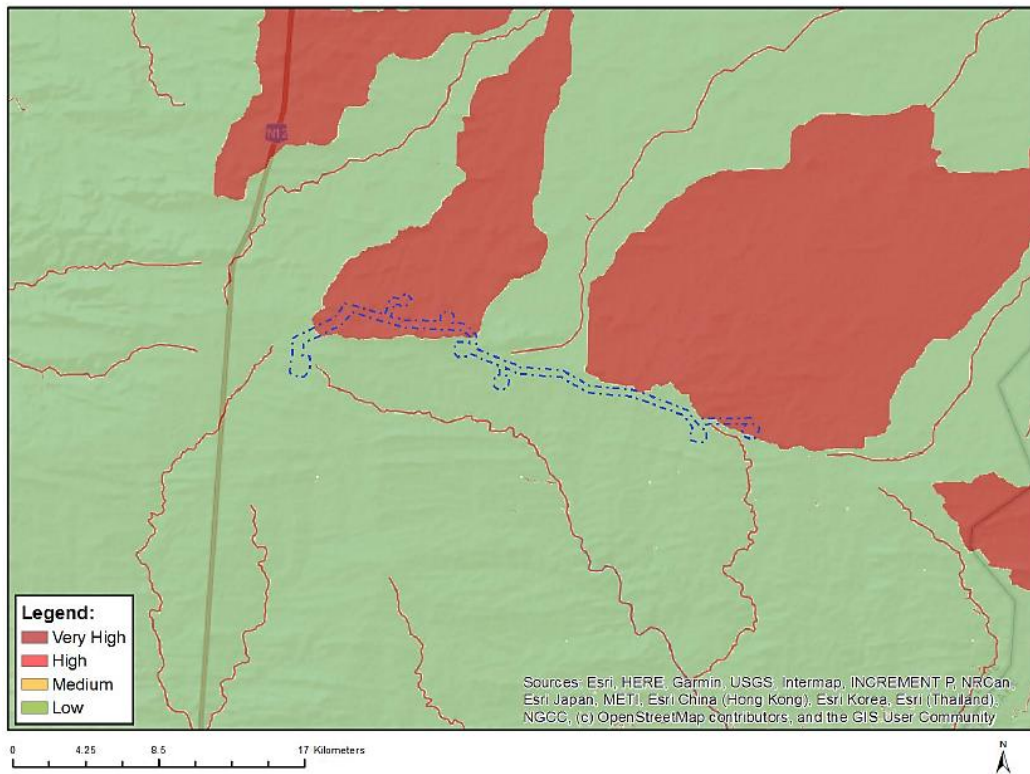 N12
Legend:
Very High
High
Medium
Low
Sources: Esri, HERE, Garmin, USGS, Intermap, INCREMENT P, NRCan,
Esri Japan, METI, Esri China (Hong Kong), Esri Korea, Esri (Thailand),
NGCC, (c) OpenStreetMap contributors, and the GIS User Community
0 4.25 8.5 17 Kilometers
N